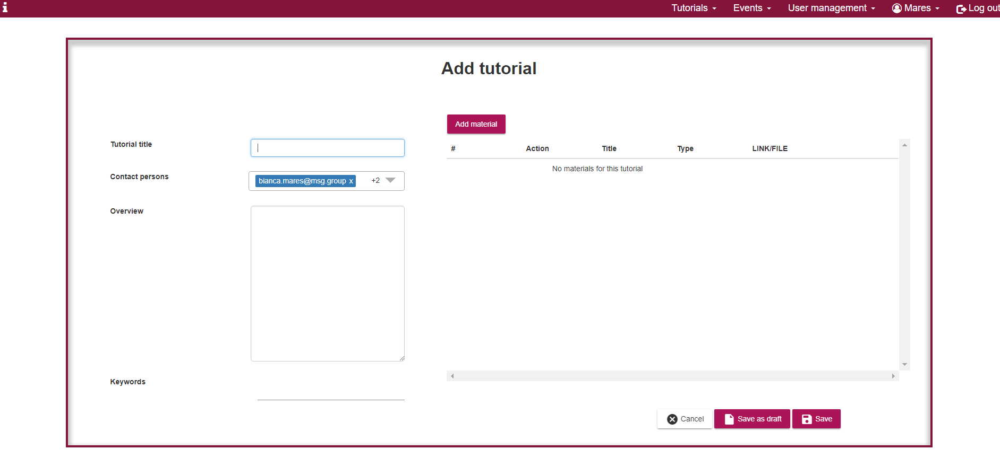 Tutorials Events User management Mares Log out
Add tutorial
Add material
Tutorial title
# Action Title Type LINK/FILE
No materials for this tutorial
Contact persons
bianca.mares@msg.group x +2
Overview
Keywords
Cancel Save as draft Save